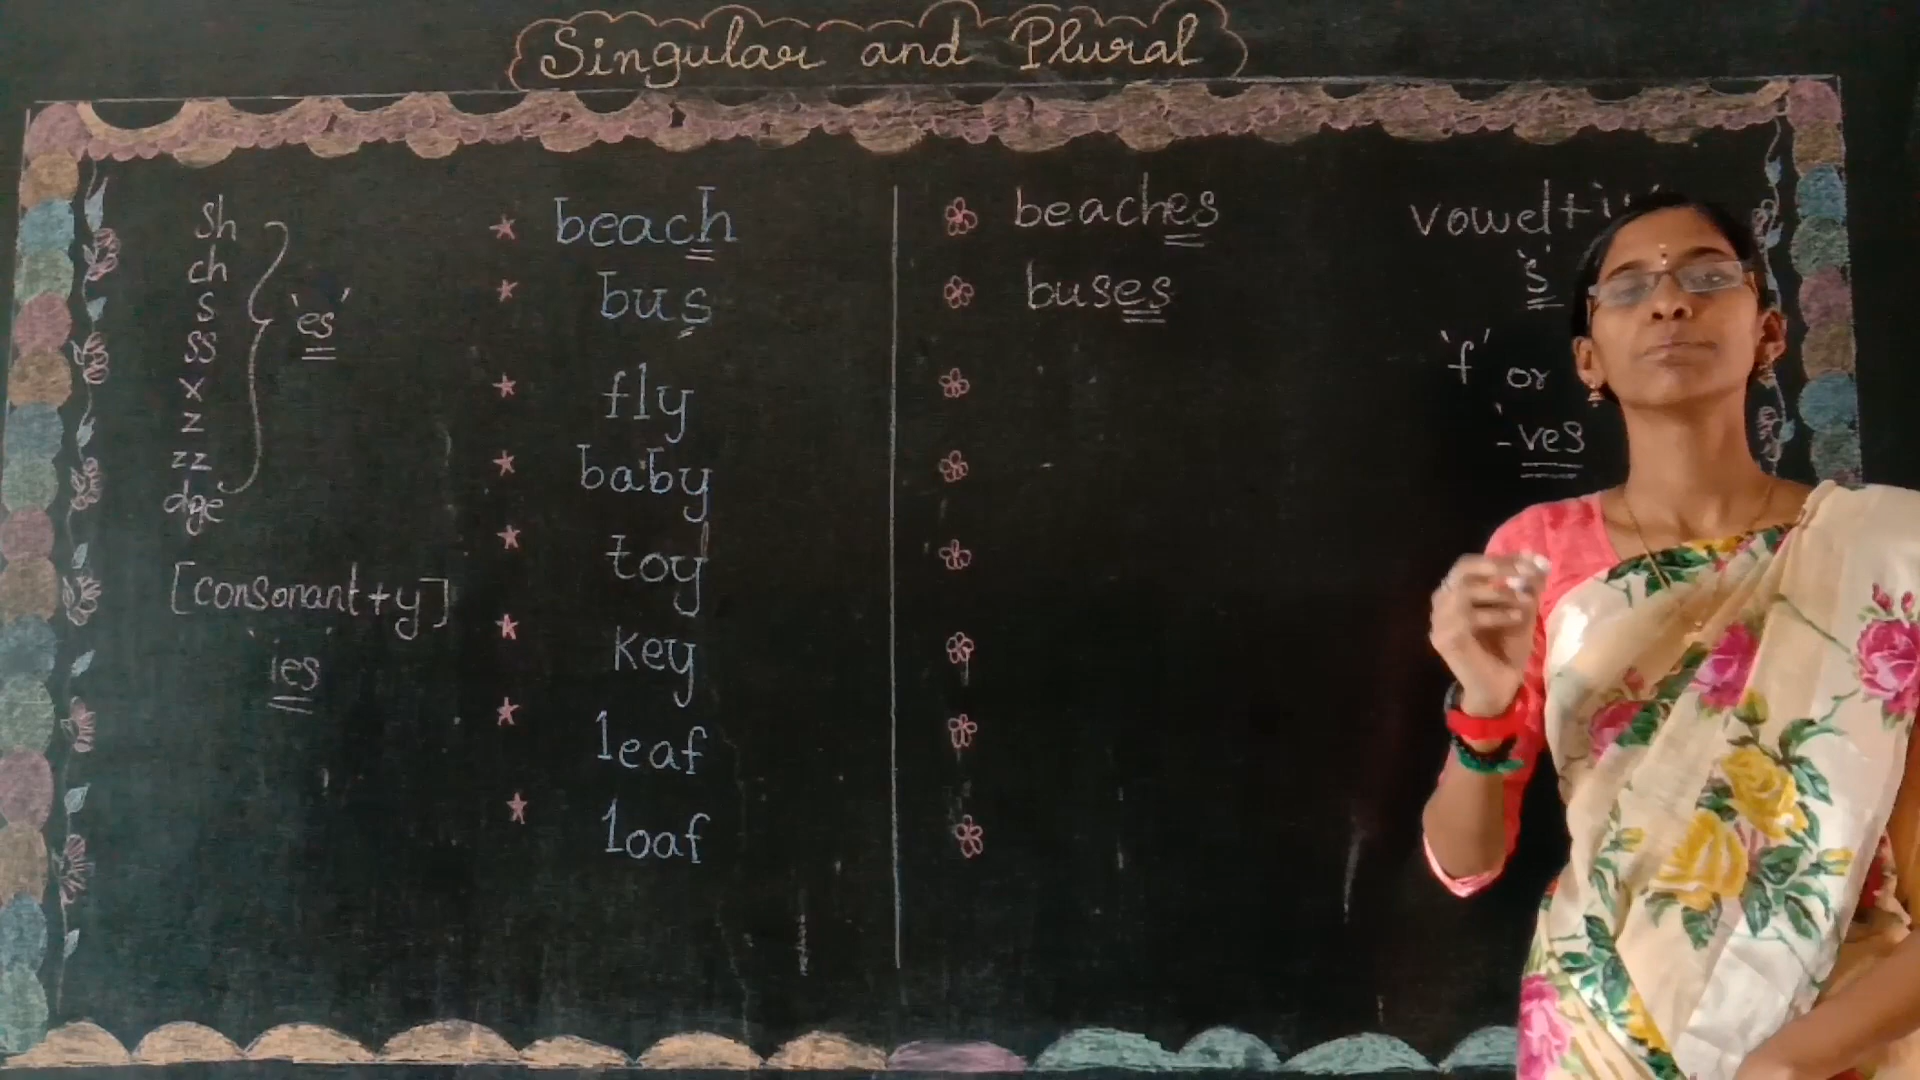 Singular and Plural
sh
ch
s
ss
x
z
zz
dge
'es'
[consonant+y]
'ies'
beach
bus
fly
baby
toy
key
leaf
loaf
beaches
buses
vowel+
's'
'f' or
'-ves